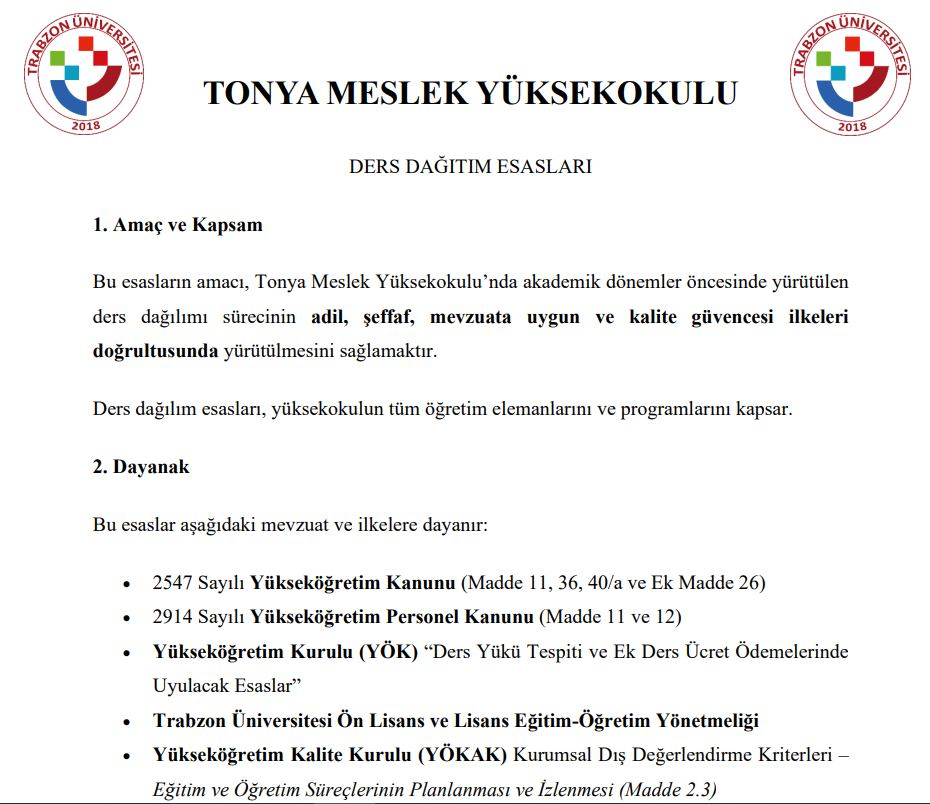 TRABZON ÜNİVERSİTESİ
2018
TRABZON ÜNİVERSİTESİ
2018
TONYA MESLEK YÜKSEKOKULU
DERS DAĞITIM ESASLARI
1. Amaç ve Kapsam
Bu esasların amacı, Tonya Meslek Yüksekokulu’nda akademik dönemler öncesinde yürütülen
ders dağılımı sürecinin adil, şeffaf, mevzuata uygun ve kalite güvencesi ilkeleri
doğrultusunda yürütülmesini sağlamaktır.
Ders dağılım esasları, yüksekokulun tüm öğretim elemanlarını ve programlarını kapsar.
2. Dayanak
Bu esaslar aşağıdaki mevzuat ve ilkelere dayanır:
• 2547 Sayılı Yükseköğretim Kanunu (Madde 11, 36, 40/a ve Ek Madde 26)
• 2914 Sayılı Yükseköğretim Personel Kanunu (Madde 11 ve 12)
• Yükseköğretim Kurulu (YÖK) “Ders Yükü Tespiti ve Ek Ders Ücret Ödemelerinde
Uyulacak Esaslar”
• Trabzon Üniversitesi Ön Lisans ve Lisans Eğitim-Öğretim Yönetmeliği
• Yükseköğretim Kalite Kurulu (YÖKAK) Kurumsal Dış Değerlendirme Kriterleri –
Eğitim ve Öğretim Süreçlerinin Planlanması ve İzlenmesi (Madde 2.3)